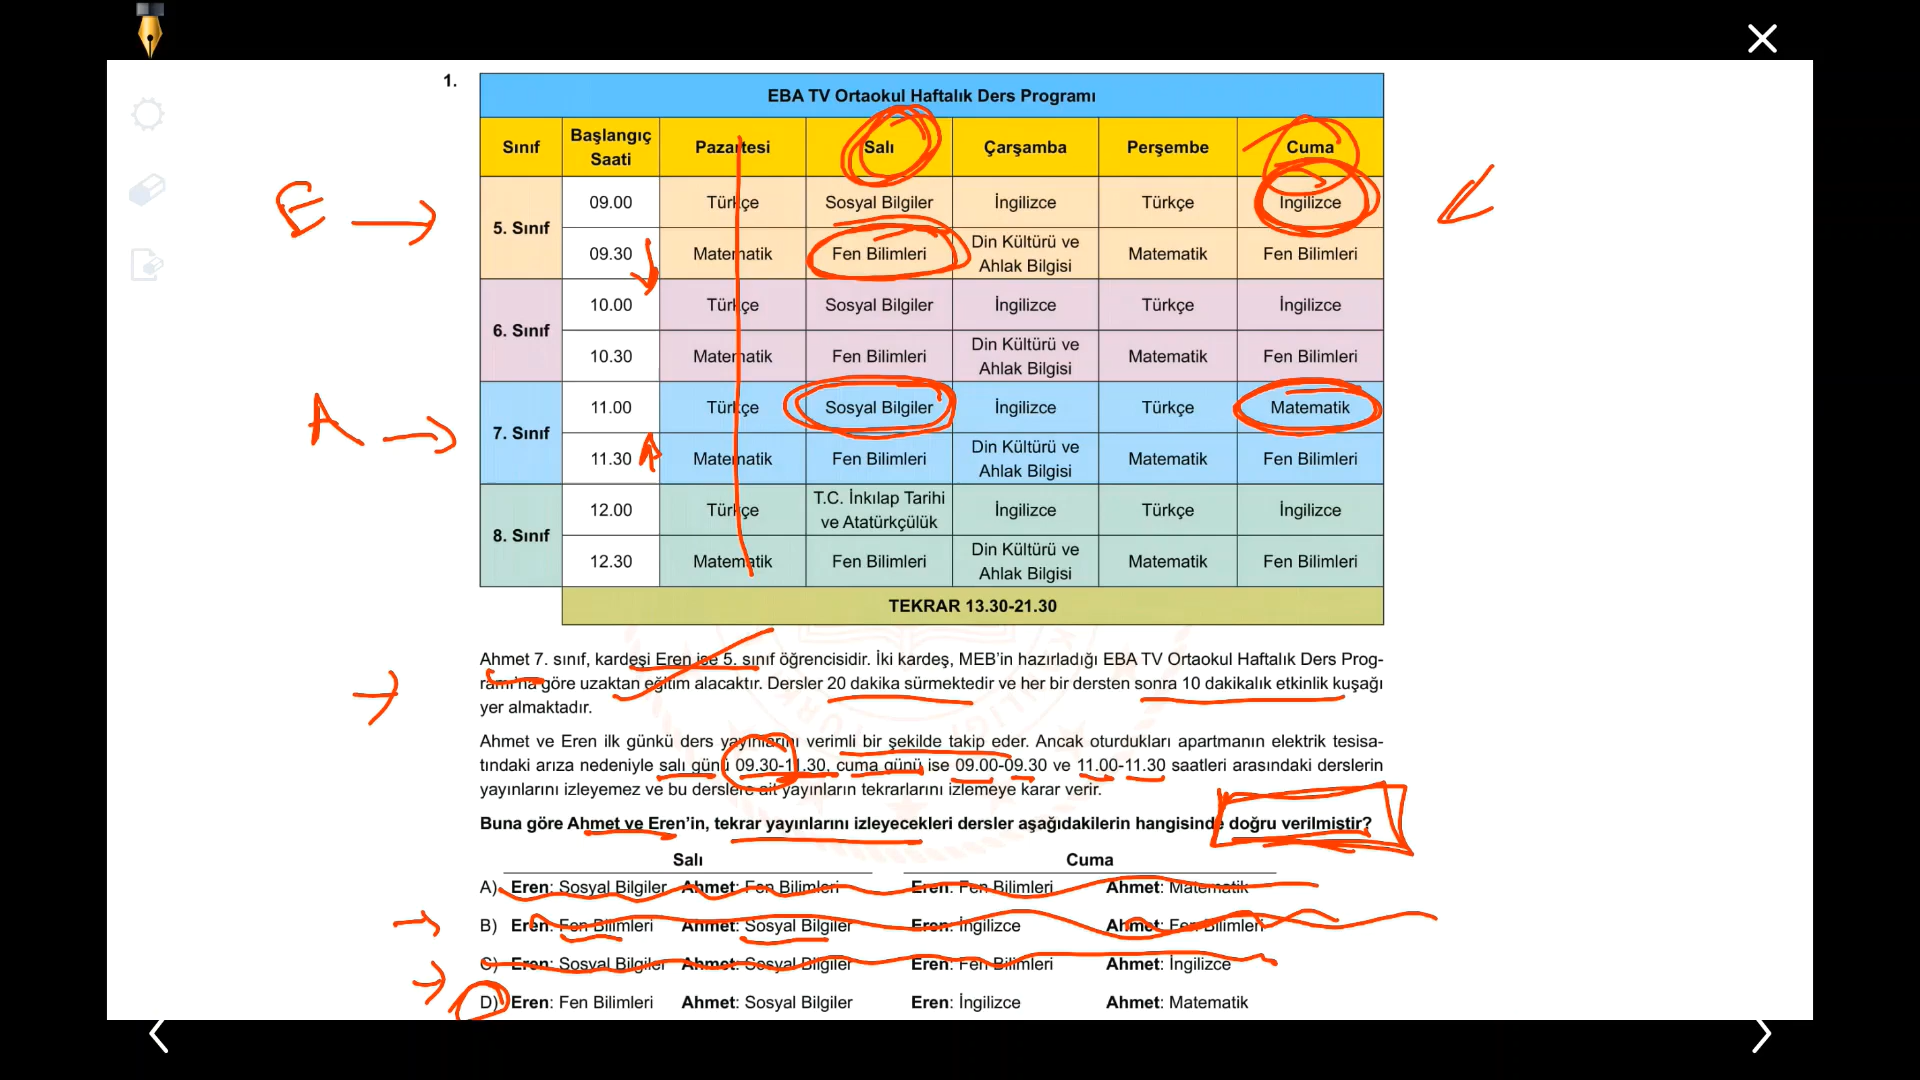 1.
EBA TV Ortaokul Haftalık Ders Programı
Sınıf Başlangıç Saati Pazartesi Salı Çarşamba Perşembe Cuma
5. Sınıf
09.00 Türkçe Sosyal Bilgiler İngilizce Türkçe İngilizce
09.30 Matematik Fen Bilimleri Din Kültürü ve Ahlak Bilgisi Matematik Fen Bilimleri
6. Sınıf
10.00 Türkçe Sosyal Bilgiler İngilizce Türkçe İngilizce
10.30 Matematik Fen Bilimleri Din Kültürü ve Ahlak Bilgisi Matematik Fen Bilimleri
7. Sınıf
11.00 Türkçe Sosyal Bilgiler İngilizce Türkçe Matematik
11.30 Matematik Fen Bilimleri Din Kültürü ve Ahlak Bilgisi Matematik Fen Bilimleri
8. Sınıf
12.00 Türkçe T.C. İnkılap Tarihi ve Atatürkçülük İngilizce Türkçe İngilizce
12.30 Matematik Fen Bilimleri Din Kültürü ve Ahlak Bilgisi Matematik Fen Bilimleri
TEKRAR 13.30-21.30
E
A
Ahmet 7. sınıf, kardeşi Eren ise 5. sınıf öğrencisidir. İki kardeş, MEB'in hazırladığı EBA TV Ortaokul Haftalık Ders Prog-
ramı'na göre uzaktan eğitim alacaktır. Dersler 20 dakika sürmektedir ve her bir dersten sonra 10 dakikalık etkinlik kuşağı
yer almaktadır.
Ahmet ve Eren ilk günkü ders yayınlarını verimli bir şekilde takip eder. Ancak oturdukları apartmanın elektrik tesisa-
tındaki arıza nedeniyle salı günü 09.30-11.30, cuma günü ise 09.00-09.30 ve 11.00-11.30 saatleri arasındaki derslerin
yayınlarını izleyemez ve bu derslere ait yayınların tekrarlarını izlemeye karar verir.
Buna göre Ahmet ve Eren'in, tekrar yayınlarını izleyecekleri dersler aşağıdakilerin hangisinde doğru verilmiştir?
Salı Cuma
A) Eren: Sosyal Bilgiler Ahmet: Fen Bilimleri Eren: Fen Bilimleri Ahmet: Matematik
B) Eren: Fen Bilimleri Ahmet: Sosyal Bilgiler Eren: İngilizce Ahmet: Fen Bilimleri
C) Eren: Sosyal Bilgiler Ahmet: Sosyal Bilgiler Eren: Fen Bilimleri Ahmet: İngilizce
D) Eren: Fen Bilimleri Ahmet: Sosyal Bilgiler Eren: İngilizce Ahmet: Matematik